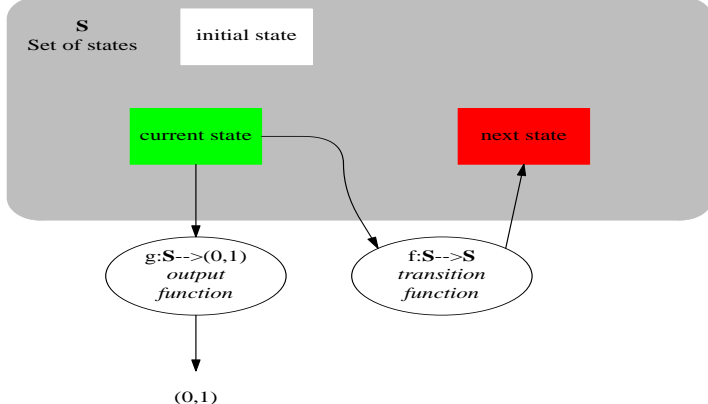 S
Set of states
initial state
current state
next state
g:S-->(0,1)
output
function
f:S-->S
transition
function
(0,1)